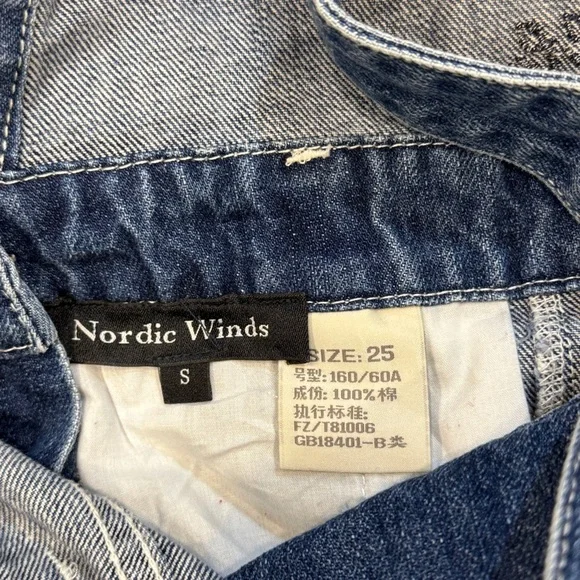 Nordic Winds
S
SIZE: 25
号型: 160/60A
成份: 100%棉
执行标准:
FZ/T81006
GB18401-B类